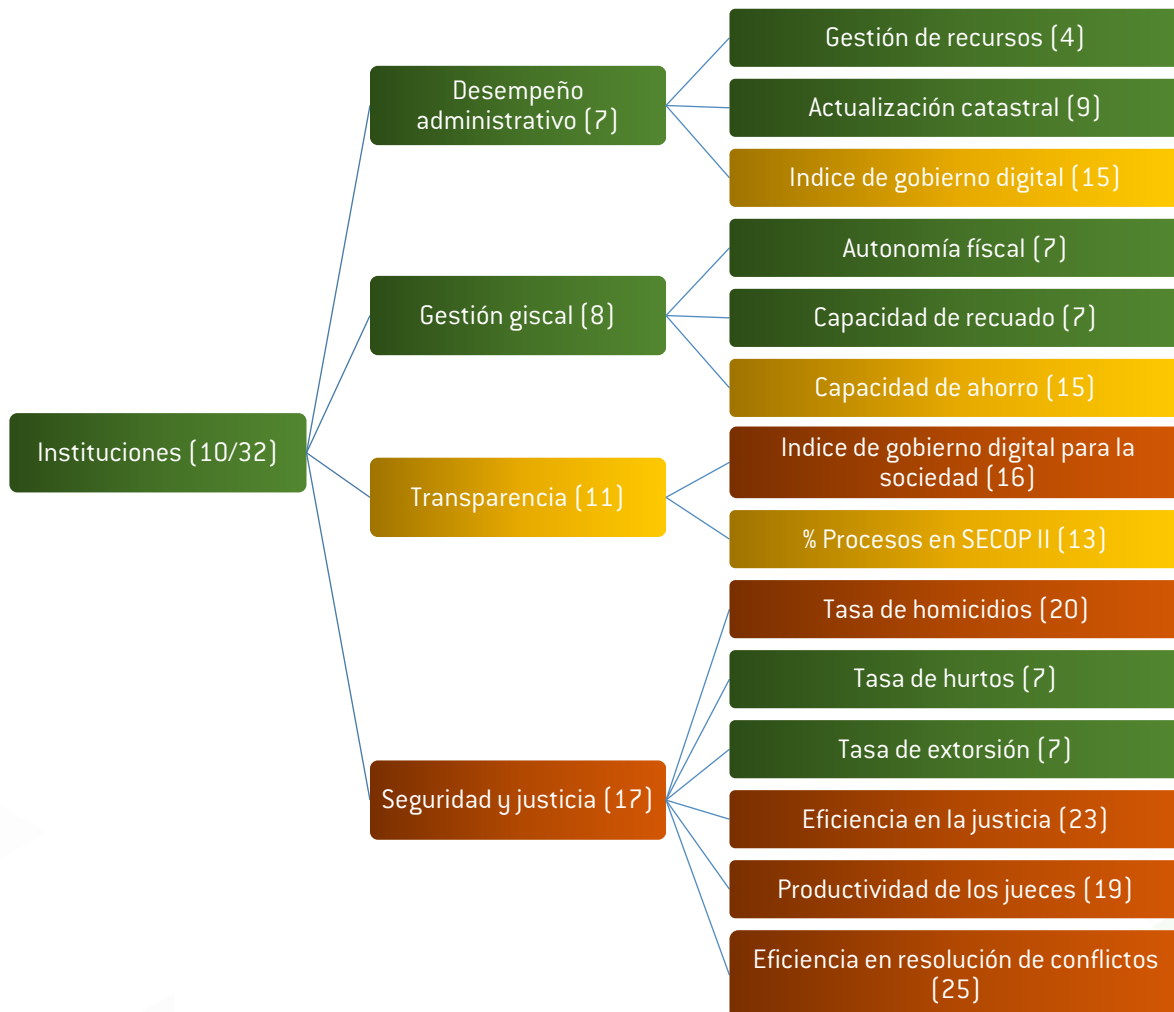 Gestión de recursos (4)
Desempeño
administrativo (7)
Actualización catastral (9)
Indice de gobierno digital (15)
Autonomía físcal (7)
Gestión giscal (8)
Capacidad de recuado (7)
Capacidad de ahorro (15)
Instituciones (10/32)
Indice de gobierno digital para la
sociedad (16)
Transparencia (11)
% Procesos en SECOP II (13)
Tasa de homicidios (20)
Tasa de hurtos (7)
Tasa de extorsión (7)
Seguridad y justicia (17)
Eficiencia en la justicia (23)
Productividad de los jueces (19)
Eficiencia en resolución de conflictos
(25)